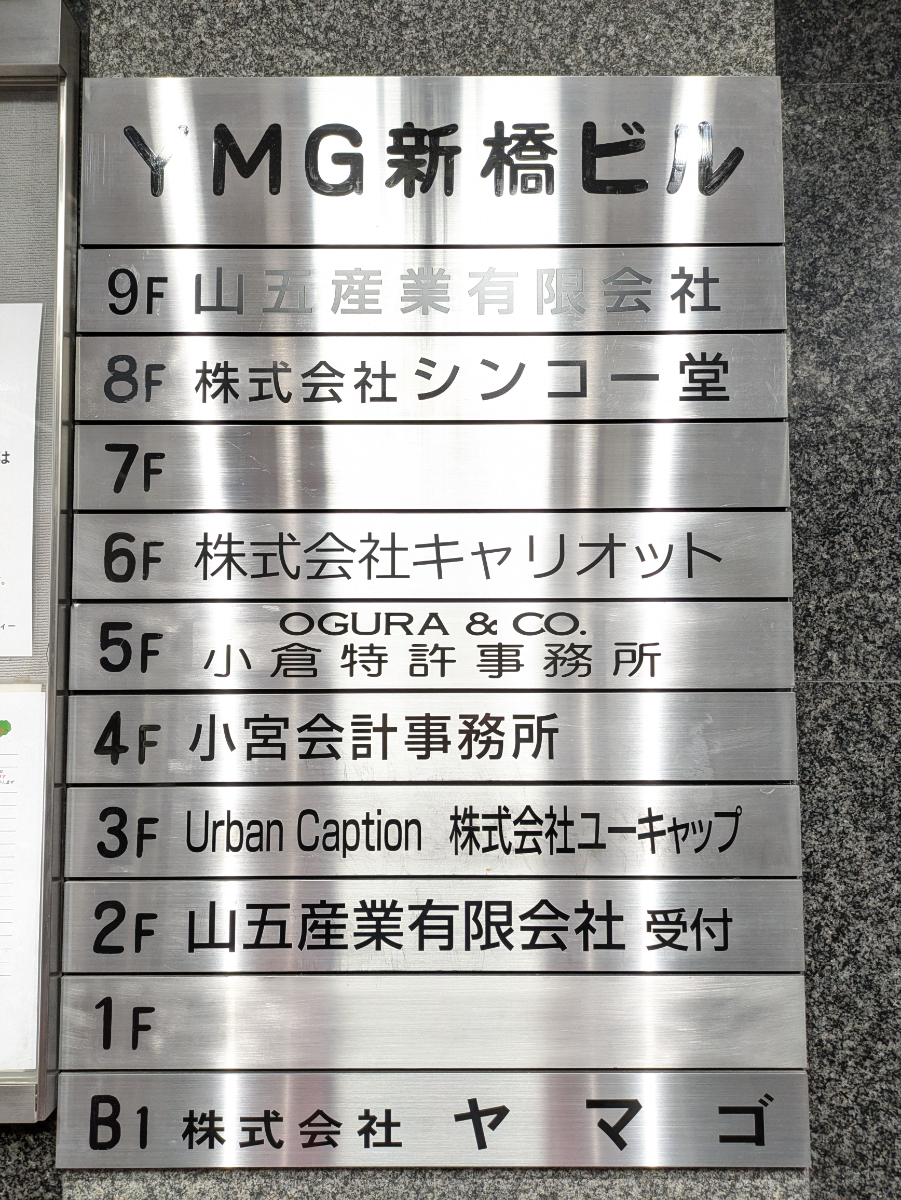 YMG新橋ビル
9F 山五産業有限会社
8F 株式会社シンコー堂
7F
6F 株式会社キャリオット
5F OGURA & CO.
小倉特許事務所
4F 小宮会計事務所
3F Urban Caption 株式会社ユーキャップ
2F 山五産業有限会社 受付
1F
B1 株式会社 ヤマゴ
は